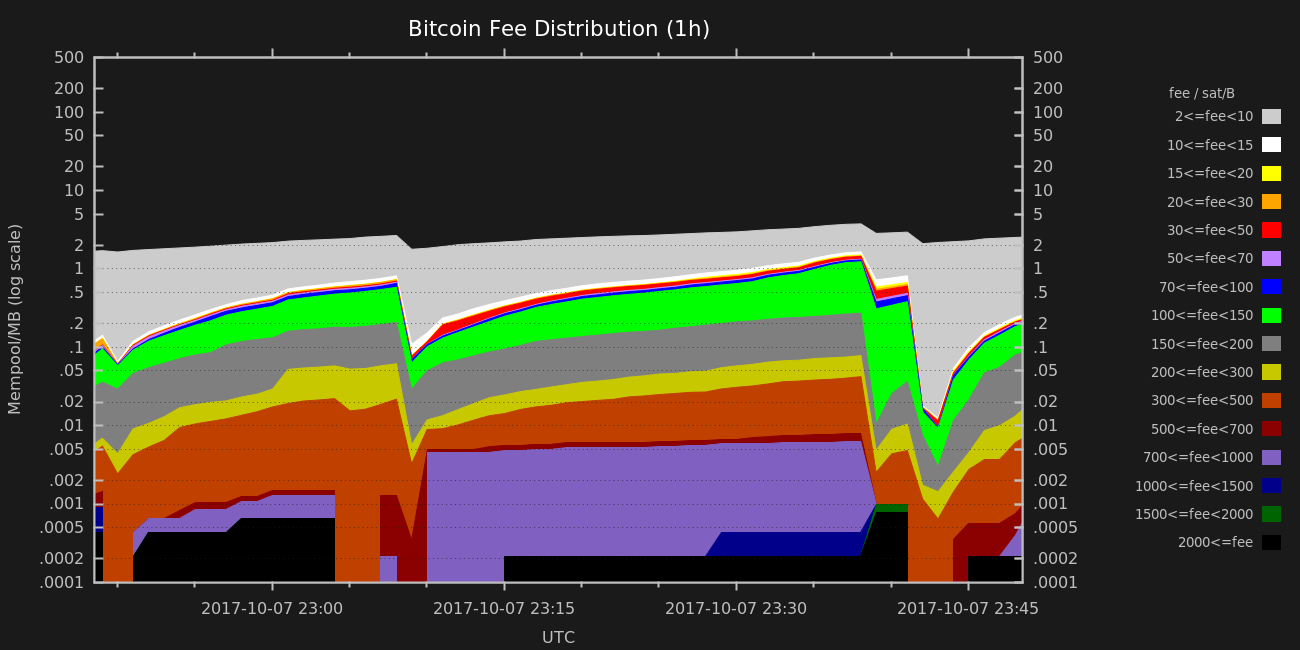 Bitcoin Fee Distribution (1h)
500 500
200 200
100 100
50 50
20 20
10 10
5 5
2 2
1 1
.5 .5
.2 .2
.1 .1
.05 .05
.02 .02
.01 .01
.005 .005
.002 .002
.001 .001
.0005 .0005
.0002 .0002
.0001 .0001
Mempool/MB (log scale)
2017-10-07 23:00 2017-10-07 23:15 2017-10-07 23:30 2017-10-07 23:45
UTC
fee / sat/B
2<=fee<10
10<=fee<15
15<=fee<20
20<=fee<30
30<=fee<50
50<=fee<70
70<=fee<100
100<=fee<150
150<=fee<200
200<=fee<300
300<=fee<500
500<=fee<700
700<=fee<1000
1000<=fee<1500
1500<=fee<2000
2000<=fee